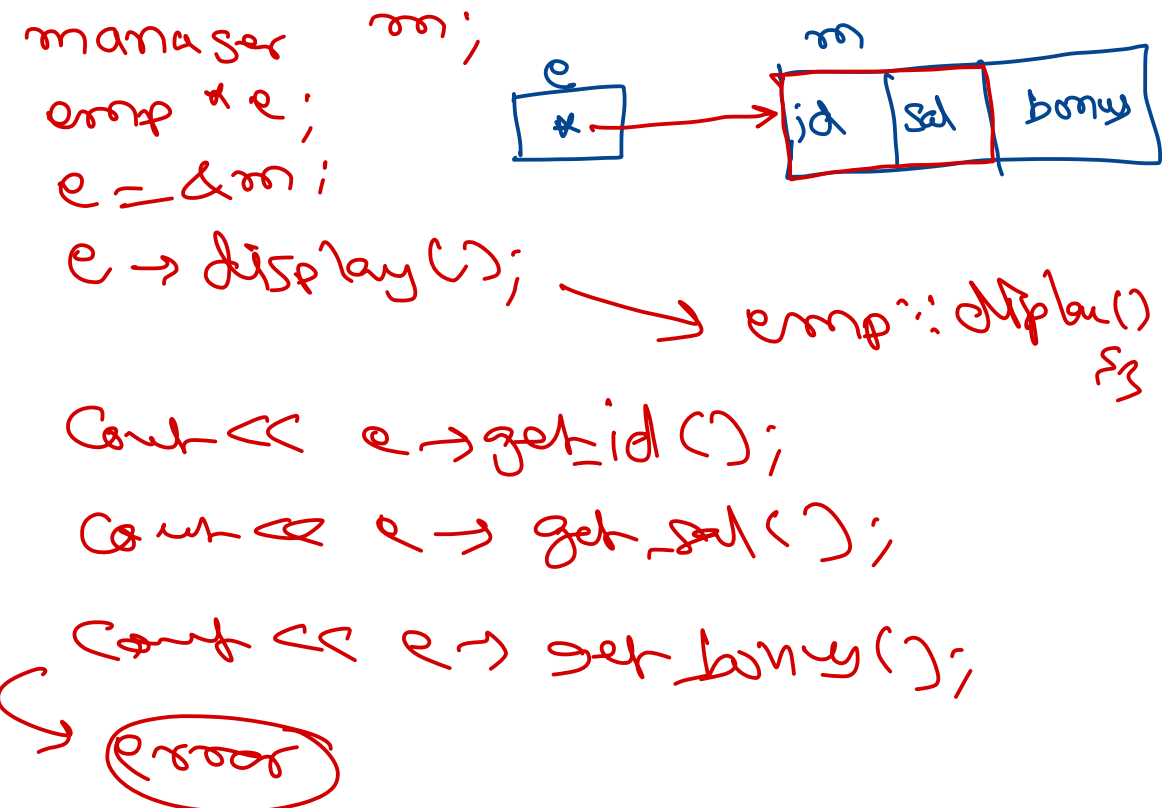 manager m;
emp *e;
e = &m;
e → display();
emp :: display()
{}
Cout << e → get_id();
Cout << e → get_sal();
Cout << e → get_bonus();
error
e
*
m
id sal bonus